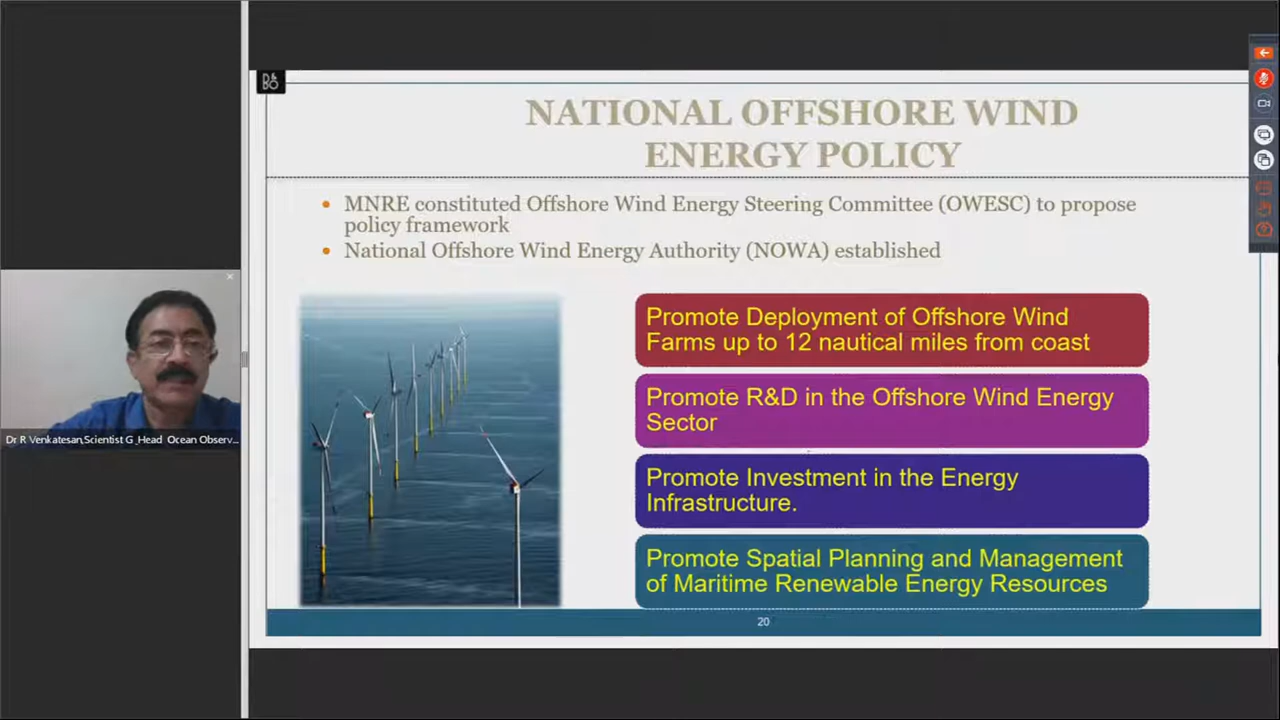 B&O
NATIONAL OFFSHORE WIND
ENERGY POLICY
• MNRE constituted Offshore Wind Energy Steering Committee (OWESC) to propose
policy framework
• National Offshore Wind Energy Authority (NOWA) established
Promote Deployment of Offshore Wind
Farms up to 12 nautical miles from coast
Promote R&D in the Offshore Wind Energy
Sector
Promote Investment in the Energy
Infrastructure.
Promote Spatial Planning and Management
of Maritime Renewable Energy Resources
20
Dr R Venkatesan,Scientist G ,Head Ocean Observ...